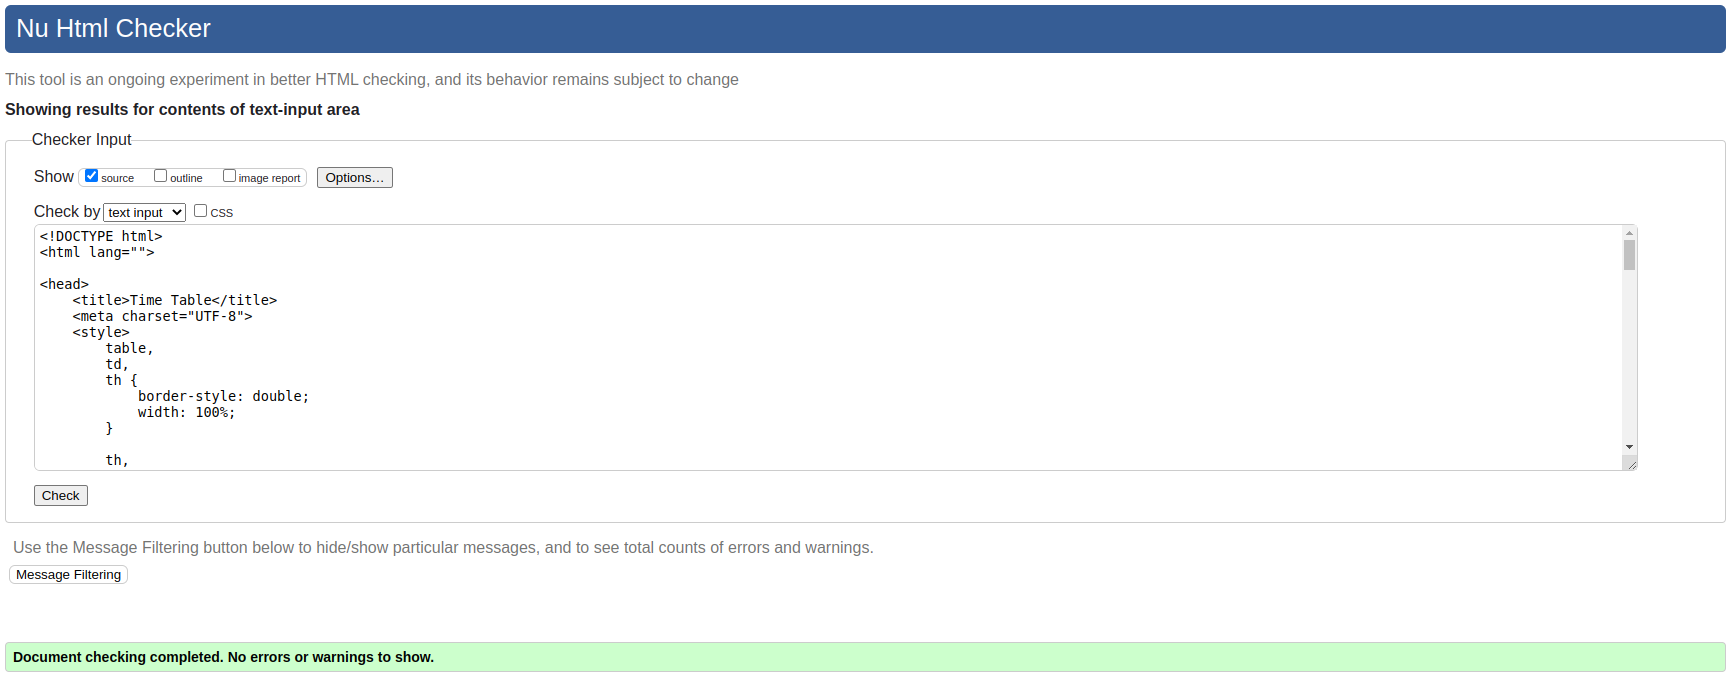 Nu Html Checker
This tool is an ongoing experiment in better HTML checking, and its behavior remains subject to change
Showing results for contents of text-input area
Checker Input
Show source outline image report Options...
Check by text input CSS
<!DOCTYPE html>
<html lang="">
<head>
    <title>Time Table</title>
    <meta charset="UTF-8">
    <style>
        table,
        td,
        th {
            border-style: double;
            width: 100%;
        }
        th,
Check
Use the Message Filtering button below to hide/show particular messages, and to see total counts of errors and warnings.
Message Filtering
Document checking completed. No errors or warnings to show.